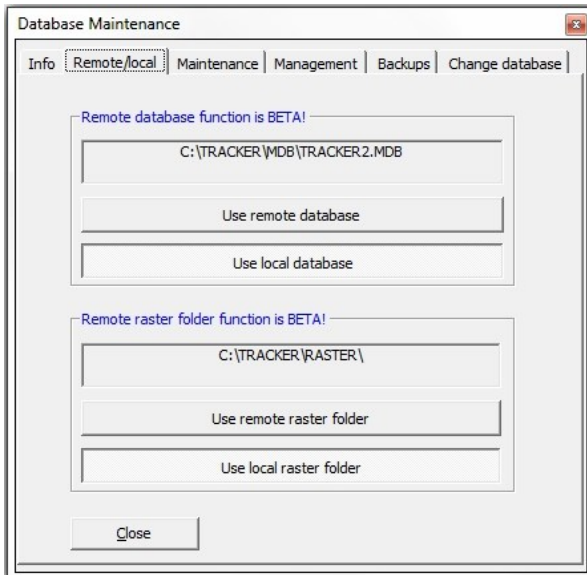 Database Maintenance
Info Remote/local Maintenance Management Backups Change database
Remote database function is BETA!
C:\TRACKER\MDB\TRACKER2.MDB
Use remote database
Use local database
Remote raster folder function is BETA!
C:\TRACKER\RASTER\
Use remote raster folder
Use local raster folder
Close